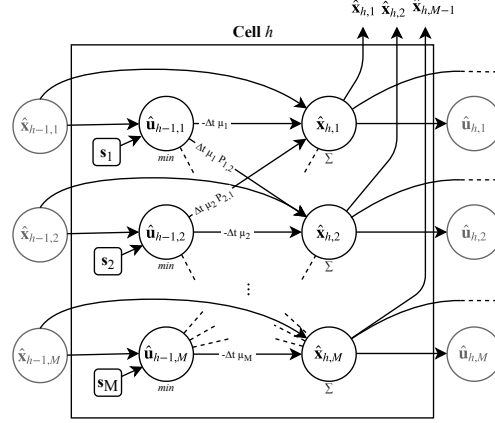 x̂ₕ,₁ x̂ₕ,₂ x̂ₕ,M−1
Cell h
x̂ₕ₋₁,₁ û ₕ₋₁,₁ -Δt μ₁ x̂ₕ,₁ ûₕ,₁
s₁ min Σ
Δt μ₁ P₁,₂
Δt μ₂ P₂,₁
x̂ₕ₋₁,₂ ûₕ₋₁,₂ -Δt μ₂ x̂ₕ,₂ ûₕ,₂
s₂ min Σ
⋮
x̂ₕ₋₁,M ûₕ₋₁,M -Δt μM x̂ₕ,M ûₕ,M
sM min Σ